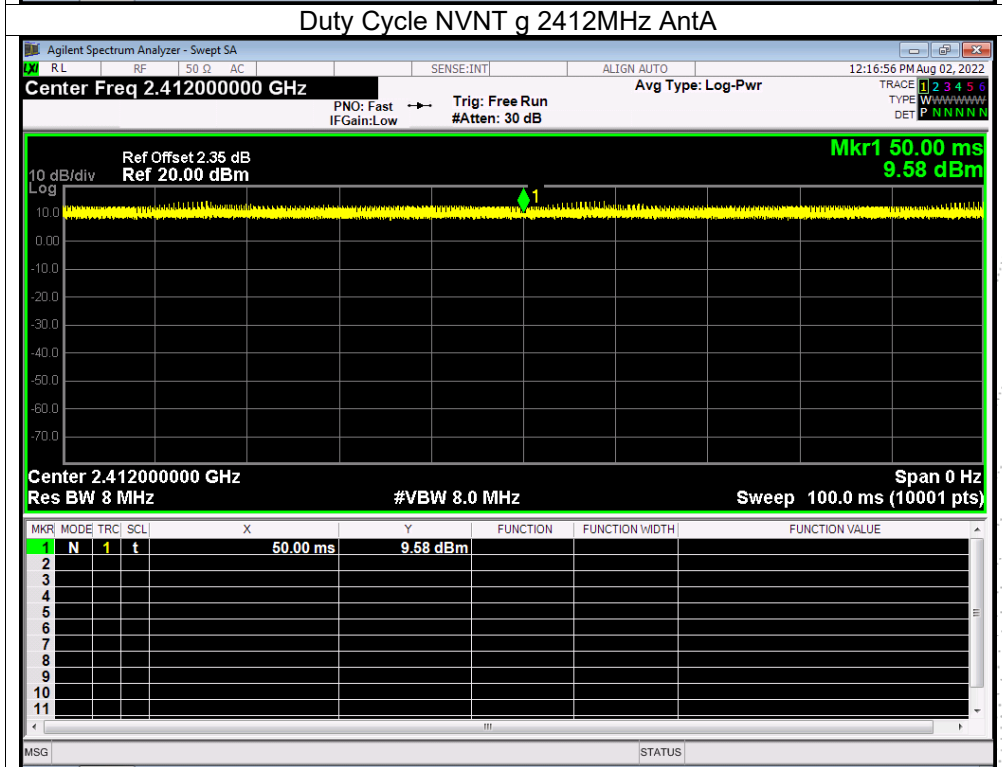 Duty Cycle NVNT g 2412MHz AntA
Agilent Spectrum Analyzer - Swept SA
LXI RL RF 50 Ω AC SENSE:INT ALIGN AUTO 12:16:56 PM Aug 02, 2022
Center Freq 2.412000000 GHz Avg Type: Log-Pwr TRACE 1 2 3 4 5 6
PNO: Fast Trig: Free Run TYPE WWWWWWW
IFGain:Low #Atten: 30 dB DET P N N N N N
Mkr1 50.00 ms
Ref Offset 2.35 dB
10 dB/div Ref 20.00 dBm 9.58 dBm
Log
1
10.0
0.00
-10.0
-20.0
-30.0
-40.0
-50.0
-60.0
-70.0
Center 2.412000000 GHz Span 0 Hz
Res BW 8 MHz #VBW 8.0 MHz Sweep 100.0 ms (10001 pts)
MKR MODE TRC SCL X Y FUNCTION FUNCTION WIDTH FUNCTION VALUE
1 N 1 t 50.00 ms 9.58 dBm
2
3
4
5
6
7
8
9
10
11
MSG STATUS